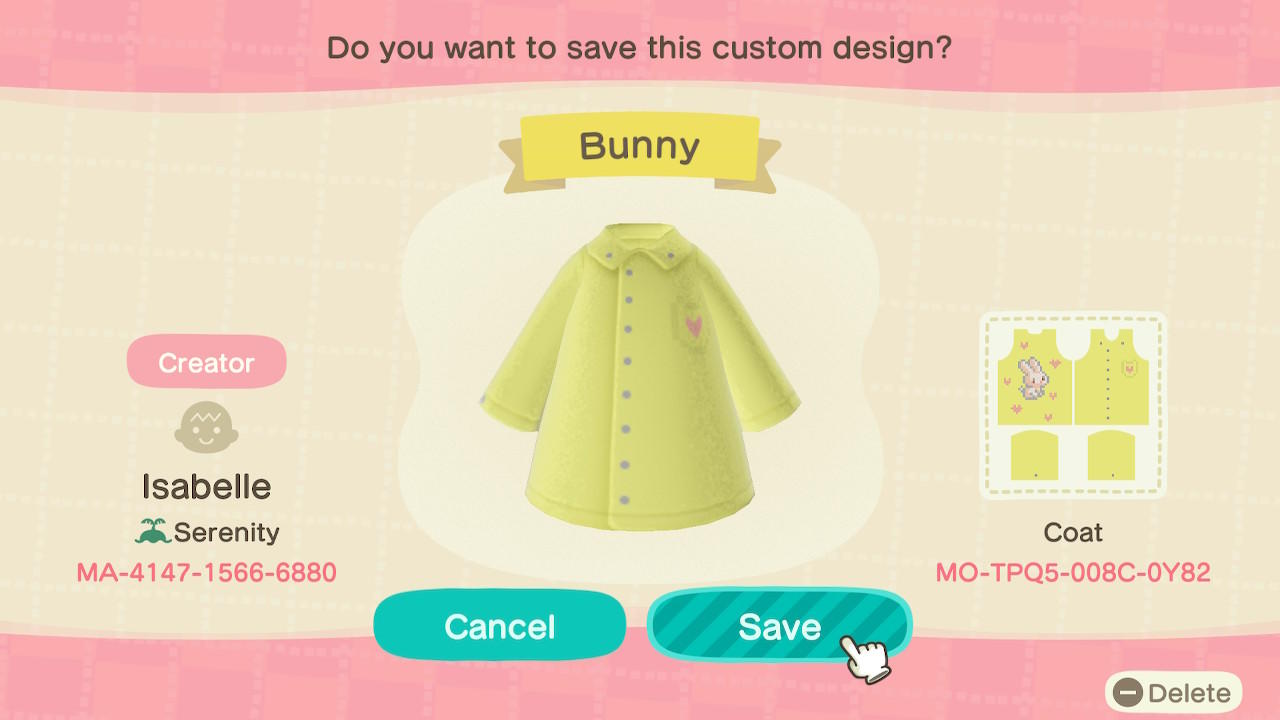 Do you want to save this custom design?
Bunny
Creator
Isabelle
Serenity
MA-4147-1566-6880
Coat
MO-TPQ5-008C-0Y82
Cancel
Save
Delete